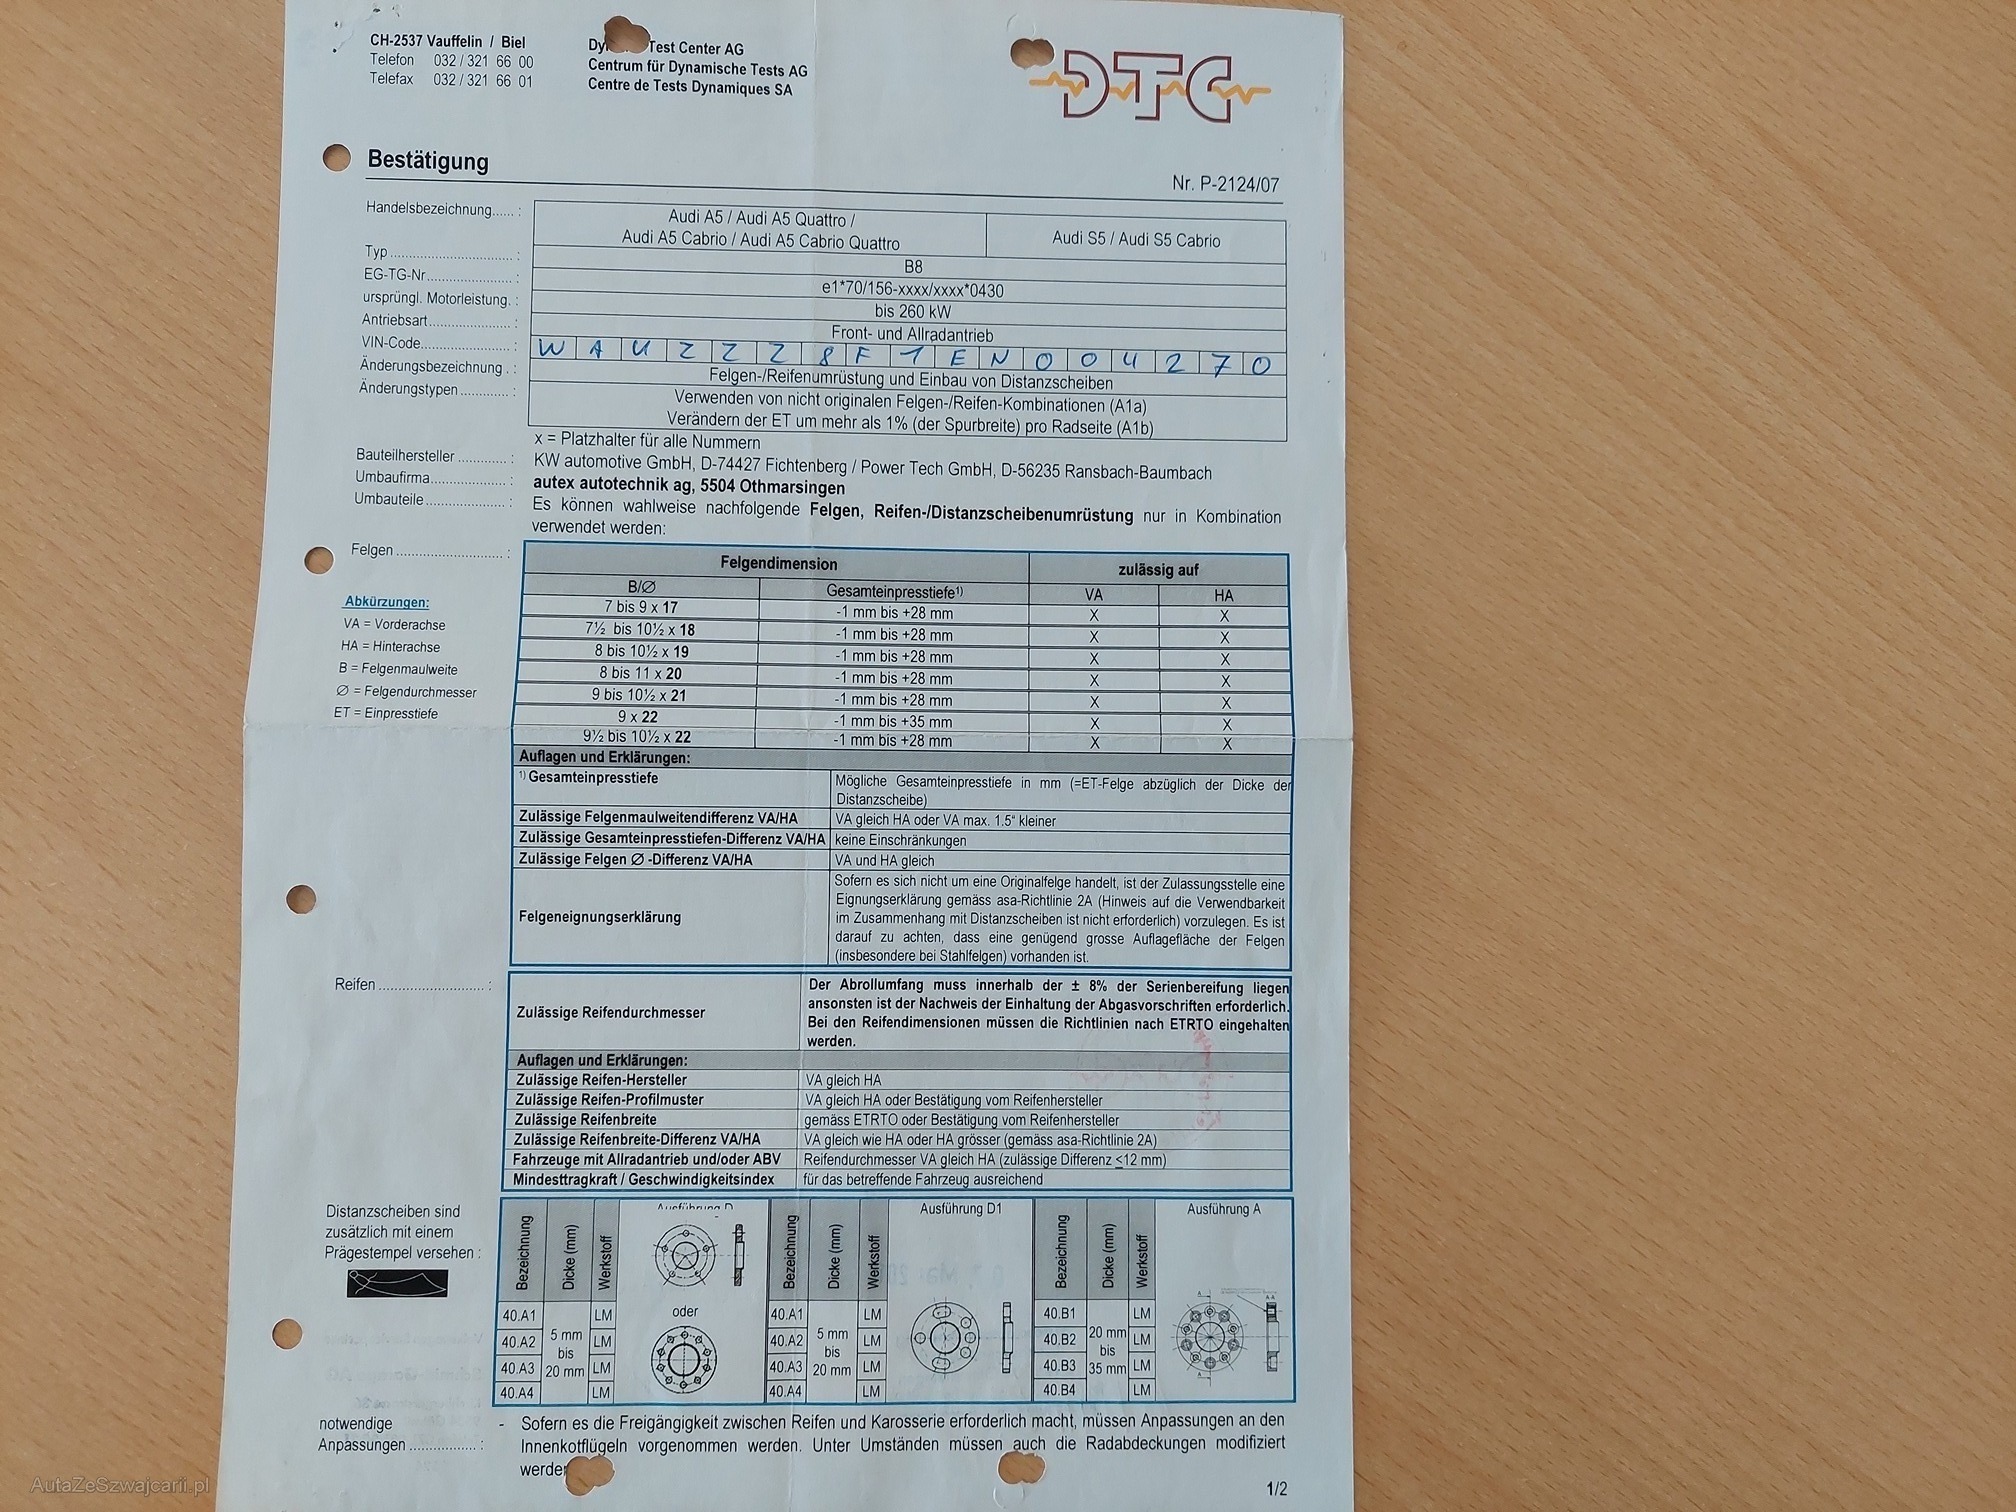 CH-2537 Vauffelin / Biel
Telefon 032 / 321 66 00
Telefax 032 / 321 66 01
Test Center AG
Centrum für Dynamische Tests AG
Centre de Tests Dynamiques SA
DTC
Bestätigung
Nr. P-2124/07
Handelsbezeichnung...... :
Audi A5 / Audi A5 Quattro /
Audi A5 Cabrio / Audi A5 Cabrio Quattro
Audi S5 / Audi S5 Cabrio
Typ ................................ : B8
EG-TG-Nr........................ : e1*70/156-xxxx/xxxx*0430
ursprüngl. Motorleistung. : bis 260 kW
Antriebsart....................... : Front- und Allradantrieb
VIN-Code......................... : W A U Z Z Z 8 F 1 E N 0 0 4 2 7 0
Änderungsbezeichnung . : Felgen-/Reifenumrüstung und Einbau von Distanzscheiben
Änderungstypen ............. : Verwenden von nicht originalen Felgen-/Reifen-Kombinationen (A1a)
Verändern der ET um mehr als 1% (der Spurbreite) pro Radseite (A1b)
x = Platzhalter für alle Nummern
Bauteilhersteller ............. : KW automotive GmbH, D-74427 Fichtenberg / Power Tech GmbH, D-56235 Ransbach-Baumbach
Umbaufirma..................... : autex autotechnik ag, 5504 Othmarsingen
Umbauteile ...................... : Es können wahlweise nachfolgende Felgen, Reifen-/Distanzscheibenumrüstung nur in Kombination
verwendet werden:
Felgen ............................ :
Felgendimension zulässig auf
B/Ø Gesamteinpresstiefe1) VA HA
7 bis 9 x 17 -1 mm bis +28 mm X X
7½ bis 10½ x 18 -1 mm bis +28 mm X X
8 bis 10½ x 19 -1 mm bis +28 mm X X
8 bis 11 x 20 -1 mm bis +28 mm X X
9 bis 10½ x 21 -1 mm bis +28 mm X X
9 x 22 -1 mm bis +35 mm X X
9½ bis 10½ x 22 -1 mm bis +28 mm X X
Abkürzungen:
VA = Vorderachse
HA = Hinterachse
B = Felgenmaulweite
Ø = Felgendurchmesser
ET = Einpresstiefe
Auflagen und Erklärungen:
1) Gesamteinpresstiefe
Mögliche Gesamteinpresstiefe in mm (=ET-Felge abzüglich der Dicke der
Distanzscheibe)
Zulässige Felgenmaulweitendifferenz VA/HA VA gleich HA oder VA max. 1.5“ kleiner
Zulässige Gesamteinpresstiefen-Differenz VA/HA keine Einschränkungen
Zulässige Felgen Ø -Differenz VA/HA VA und HA gleich
Felgeneignungserklärung
Sofern es sich nicht um eine Originalfelge handelt, ist der Zulassungsstelle eine
Eignungserklärung gemäss asa-Richtlinie 2A (Hinweis auf die Verwendbarkeit
im Zusammenhang mit Distanzscheiben ist nicht erforderlich) vorzulegen. Es ist
darauf zu achten, dass eine genügend grosse Auflagefläche der Felgen
(insbesondere bei Stahlfelgen) vorhanden ist.
Reifen ........................... :
Zulässige Reifendurchmesser
Der Abrollumfang muss innerhalb der ± 8% der Serienbereifung liegen
ansonsten ist der Nachweis der Einhaltung der Abgasvorschriften erforderlich.
Bei den Reifendimensionen müssen die Richtlinien nach ETRTO eingehalten
werden.
Auflagen und Erklärungen:
Zulässige Reifen-Hersteller VA gleich HA
Zulässige Reifen-Profilmuster VA gleich HA oder Bestätigung vom Reifenhersteller
Zulässige Reifenbreite gemäss ETRTO oder Bestätigung vom Reifenhersteller
Zulässige Reifenbreite-Differenz VA/HA VA gleich wie HA oder HA grösser (gemäss asa-Richtlinie 2A)
Fahrzeuge mit Allradantrieb und/oder ABV Reifendurchmesser VA gleich HA (zulässige Differenz ≤12 mm)
Mindesttragkraft / Geschwindigkeitsindex für das betreffende Fahrzeug ausreichend
Distanzscheiben sind
zusätzlich mit einem
Prägestempel versehen :
Bezeichnung Dicke (mm) Werkstoff Ausführung D
40.A1 LM
40.A2 LM
40.A3 LM
40.A4 LM
5 mm
bis
20 mm
oder
Bezeichnung Dicke (mm) Werkstoff Ausführung D1
40.A1 LM
40.A2 LM
40.A3 LM
40.A4 LM
5 mm
bis
20 mm
Bezeichnung Dicke (mm) Werkstoff Ausführung A
40.B1 LM
40.B2 LM
40.B3 LM
40.B4 LM
20 mm
bis
35 mm
A A
A-A
notwendige
Anpassungen .................. :
- Sofern es die Freigängigkeit zwischen Reifen und Karosserie erforderlich macht, müssen Anpassungen an den
Innenkotflügeln vorgenommen werden. Unter Umständen müssen auch die Radabdeckungen modifiziert
1/2
AutaZeSzwajcarii.pl